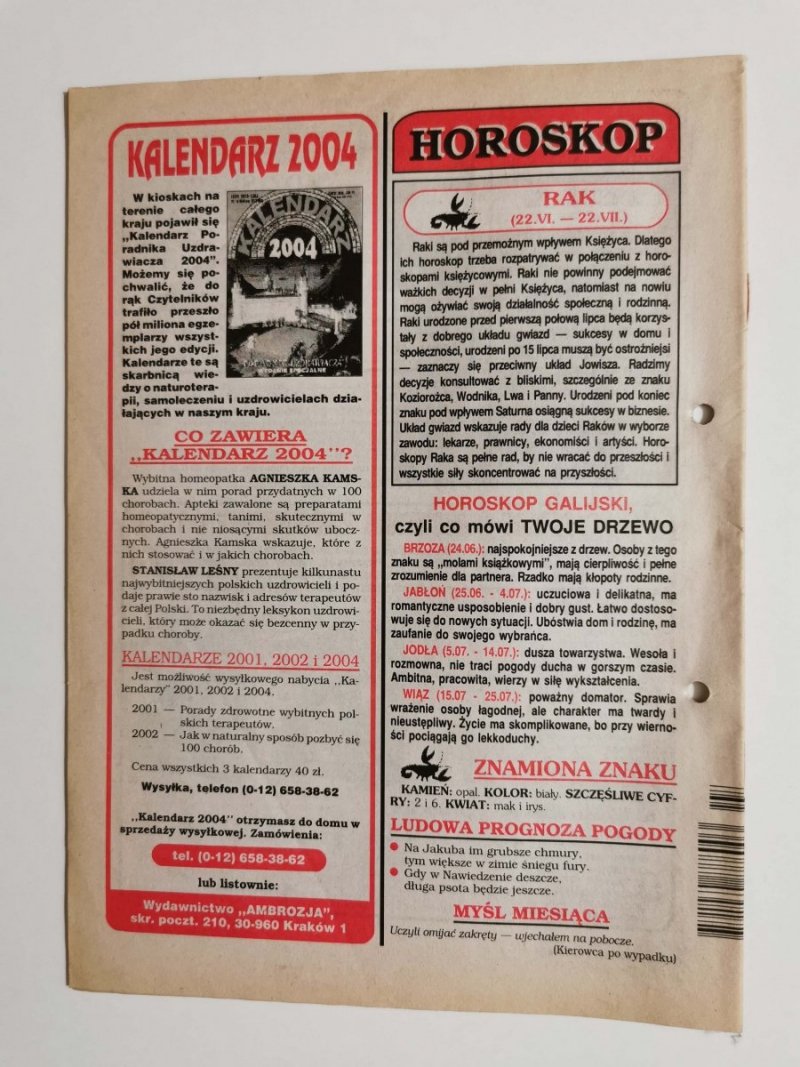 KALENDARZ 2004
W kioskach na
terenie całego
kraju pojawił się
„Kalendarz Po-
radnika Uzdra-
wiacza 2004”.
Możemy się po-
chwalić, że do
rąk Czytelników
trafiło przeszło
pół miliona egze-
mplarzy wszyst-
kich jego edycji.
Kalendarze te są
skarbnicą wie-
dzy o naturotera-
pii, samoleczeniu i uzdrowicielach dzia-
łających w naszym kraju.
KALENDARZ
2004
WYDANIE SPECJALNE
CO ZAWIERA
„KALENDARZ 2004”?
Wybitna homeopatka AGNIESZKA KAMS-
KA udziela w nim porad przydatnych w 100
chorobach. Apteki zawalone są preparatami
homeopatycznymi, tanimi, skutecznymi w
chorobach i nie niosącymi skutków ubocz-
nych. Agnieszka Kamska wskazuje, które z
nich stosować i w jakich chorobach.
STANISŁAW LEŚNY prezentuje kilkunastu
najwybitniejszych polskich uzdrowicieli i po-
daje prawie sto nazwisk i adresów terapeutów
z całej Polski. To niezbędny leksykon uzdrowi-
cieli, który może okazać się bezcenny w przy-
padku choroby.
KALENDARZE 2001, 2002 i 2004
Jest możliwość wysyłkowego nabycia „Ka-
lendarzy” 2001, 2002 i 2004.
2001 — Porady zdrowotne wybitnych pol-
skich terapeutów.
2002 — Jak w naturalny sposób pozbyć się
100 chorób.
Cena wszystkich 3 kalendarzy 40 zł.
Wysyłka, telefon (0-12) 658-38-62
„Kalendarz 2004” otrzymasz do domu w
sprzedaży wysyłkowej. Zamówienia:
tel. (0-12) 658-38-62
lub listownie:
Wydawnictwo „AMBROZJA”,
skr. poczt. 210, 30-960 Kraków 1
HOROSKOP
RAK
(22.VI. — 22.VII.)
Raki są pod przemożnym wpływem Księżyca. Dlatego
ich horoskop trzeba rozpatrywać w połączeniu z horo-
skopami księżycowymi. Raki nie powinny podejmować
ważkich decyzji w pełni Księżyca, natomiast na nowiu
mogą ożywiać swoją działalność społeczną i rodzinną.
Raki urodzone przed pierwszą połową lipca będą korzys-
tały z dobrego układu gwiazd — sukcesy w domu i
społeczności, urodzeni po 15 lipca muszą być ostrożniejsi
— zaznaczy się przeciwny układ Jowisza. Radzimy
decyzje konsultować z bliskimi, szczególnie ze znaku
Koziorożca, Wodnika, Lwa i Panny. Urodzeni pod koniec
znaku pod wpływem Saturna osiągną sukcesy w biznesie.
Układ gwiazd wskazuje rady dla dzieci Raków w wyborze
zawodu: lekarze, prawnicy, ekonomiści i artyści. Horo-
skopy Raka są pełne rad, by nie wracać do przeszłości i
wszystkie siły skoncentrować na przyszłości.
HOROSKOP GALIJSKI,
czyli co mówi TWOJE DRZEWO
BRZOZA (24.06.): najspokojniejsze z drzew. Osoby z tego
znaku są „molami książkowymi”, mają cierpliwość i pełne
zrozumienie dla partnera. Rzadko mają kłopoty rodzinne.
JABŁOŃ (25.06. - 4.07.): uczuciowa i delikatna, ma
romantyczne usposobienie i dobry gust. Łatwo dostoso-
wuje się do nowych sytuacji. Ubóstwia dom i rodzinę, ma
zaufanie do swojego wybrańca.
JODŁA (5.07. - 14.07.): dusza towarzystwa. Wesoła i
rozmowna, nie traci pogody ducha w gorszym czasie.
Ambitna, pracowita, wierzy w siłę wykształcenia.
WIĄZ (15.07 - 25.07.): poważny domator. Sprawia
wrażenie osoby łagodnej, ale charakter ma twardy i
nieustępliwy. Życie ma skomplikowane, bo przy wierno-
ści pociągają go lekkoduchy.
ZNAMIONA ZNAKU
KAMIEŃ: opal. KOLOR: biały. SZCZĘŚLIWE CYF-
RY: 2 i 6. KWIAT: mak i irys.
LUDOWA PROGNOZA POGODY
● Na Jakuba im grubsze chmury,
tym większe w zimie śniegu fury.
● Gdy w Nawiedzenie deszcze,
długa psota będzie jeszcze.
MYŚL MIESIĄCA
Uczyli omijać zakręty — wjechałem na pobocze.
(Kierowca po wypadku)